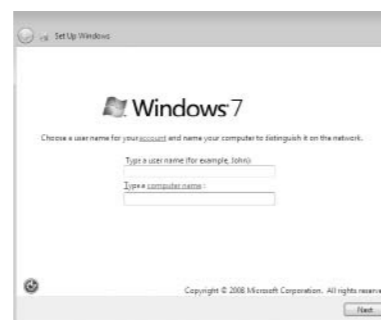 Set Up Windows
Windows 7
Choose a user name for your account and name your computer to distinguish it on the network.
Type a user name (for example, John):
Type a computer name:
Copyright © 2008 Microsoft Corporation. All rights reserve
Next